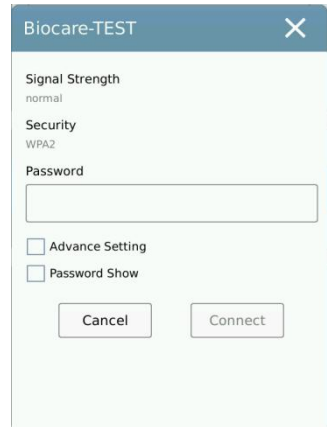 Biocare-TEST
Signal Strength
normal
Security
WPA2
Password
Advance Setting
Password Show
Cancel Connect